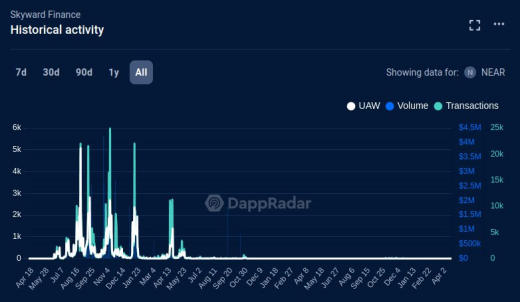 Skyward Finance
Historical activity
7d 30d 90d 1y All
Showing data for: N NEAR
UAW Volume Transactions
6k
5k
4k
3k
2k
1k
0
$4.5M
$4M
$3.5M
$3M
$2.5M
$2M
$1.5M
$1M
$500k
$0
25k
20k
15k
10k
5k
0
DappRadar
Apr 18 May 28 Jul 7 Aug 16 Sep 25 Nov 4 Dec 14 Jan 23 Mar 4 Apr 13 May 23 Jul 2 Aug 11 Sep 20 Oct 30 Dec 9 Jan 18 Feb 27 Apr 8 May 18 Jun 27 Aug 6 Sep 15 Oct 25 Dec 4 Jan 13 Feb 22 Apr 2